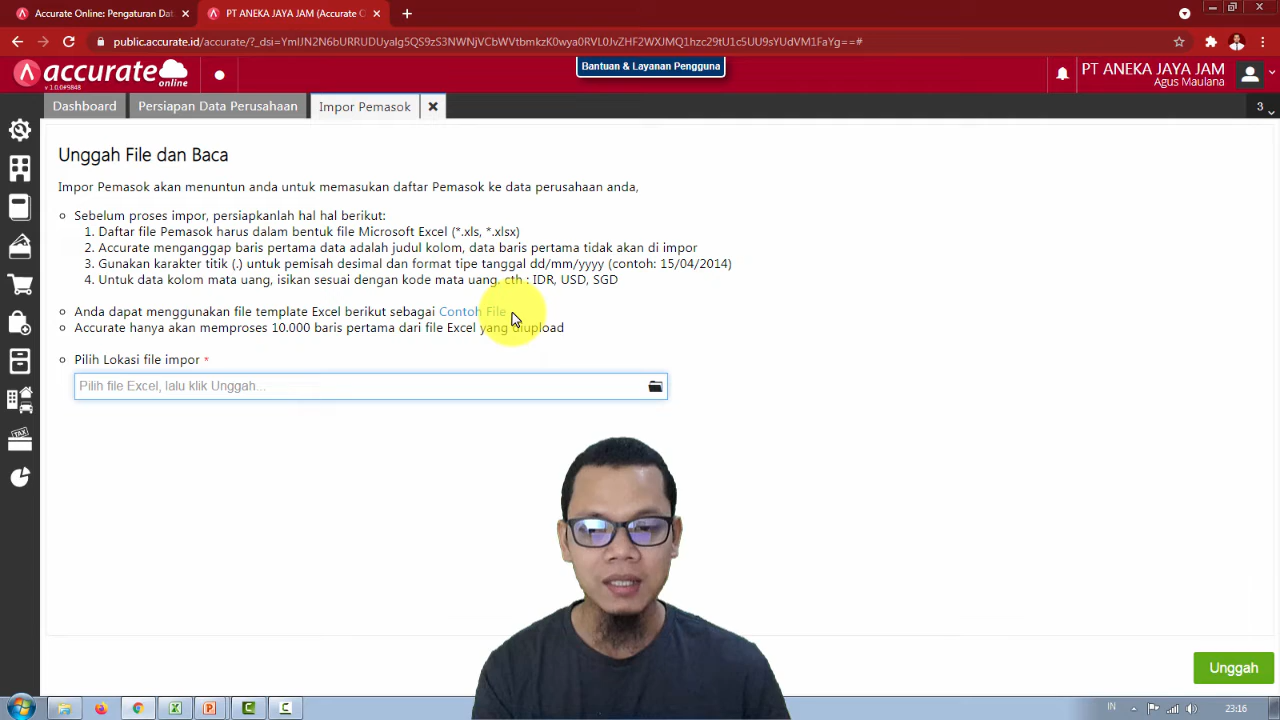 Accurate Online: Pengaturan Dat
PT ANEKA JAYA JAM (Accurate O
public.accurate.id/accurate/?_dsi=
accurate
online
v 1.0.0#9848
Bantuan & Layanan Pengguna
PT ANEKA JAYA JAM
Agus Maulana
Dashboard
Persiapan Data Perusahaan
Impor Pemasok
3
Unggah File dan Baca
Impor Pemasok akan menuntun anda untuk memasukan daftar Pemasok ke data perusahaan anda,
Sebelum proses impor, persiapkanlah hal hal berikut:
1. Daftar file Pemasok harus dalam bentuk file Microsoft Excel (*.xls, *.xlsx)
2. Accurate menganggap baris pertama data adalah judul kolom, data baris pertama tidak akan di impor
3. Gunakan karakter titik (.) untuk pemisah desimal dan format tipe tanggal dd/mm/yyyy (contoh: 15/04/2014)
4. Untuk data kolom mata uang, isikan sesuai dengan kode mata uang, cth : IDR, USD, SGD
Anda dapat menggunakan file template Excel berikut sebagai Contoh File
Accurate hanya akan memproses 10.000 baris pertama dari file Excel yang diupload
Pilih Lokasi file impor *
Pilih file Excel, lalu klik Unggah...
TAX
Unggah
IN
23:16